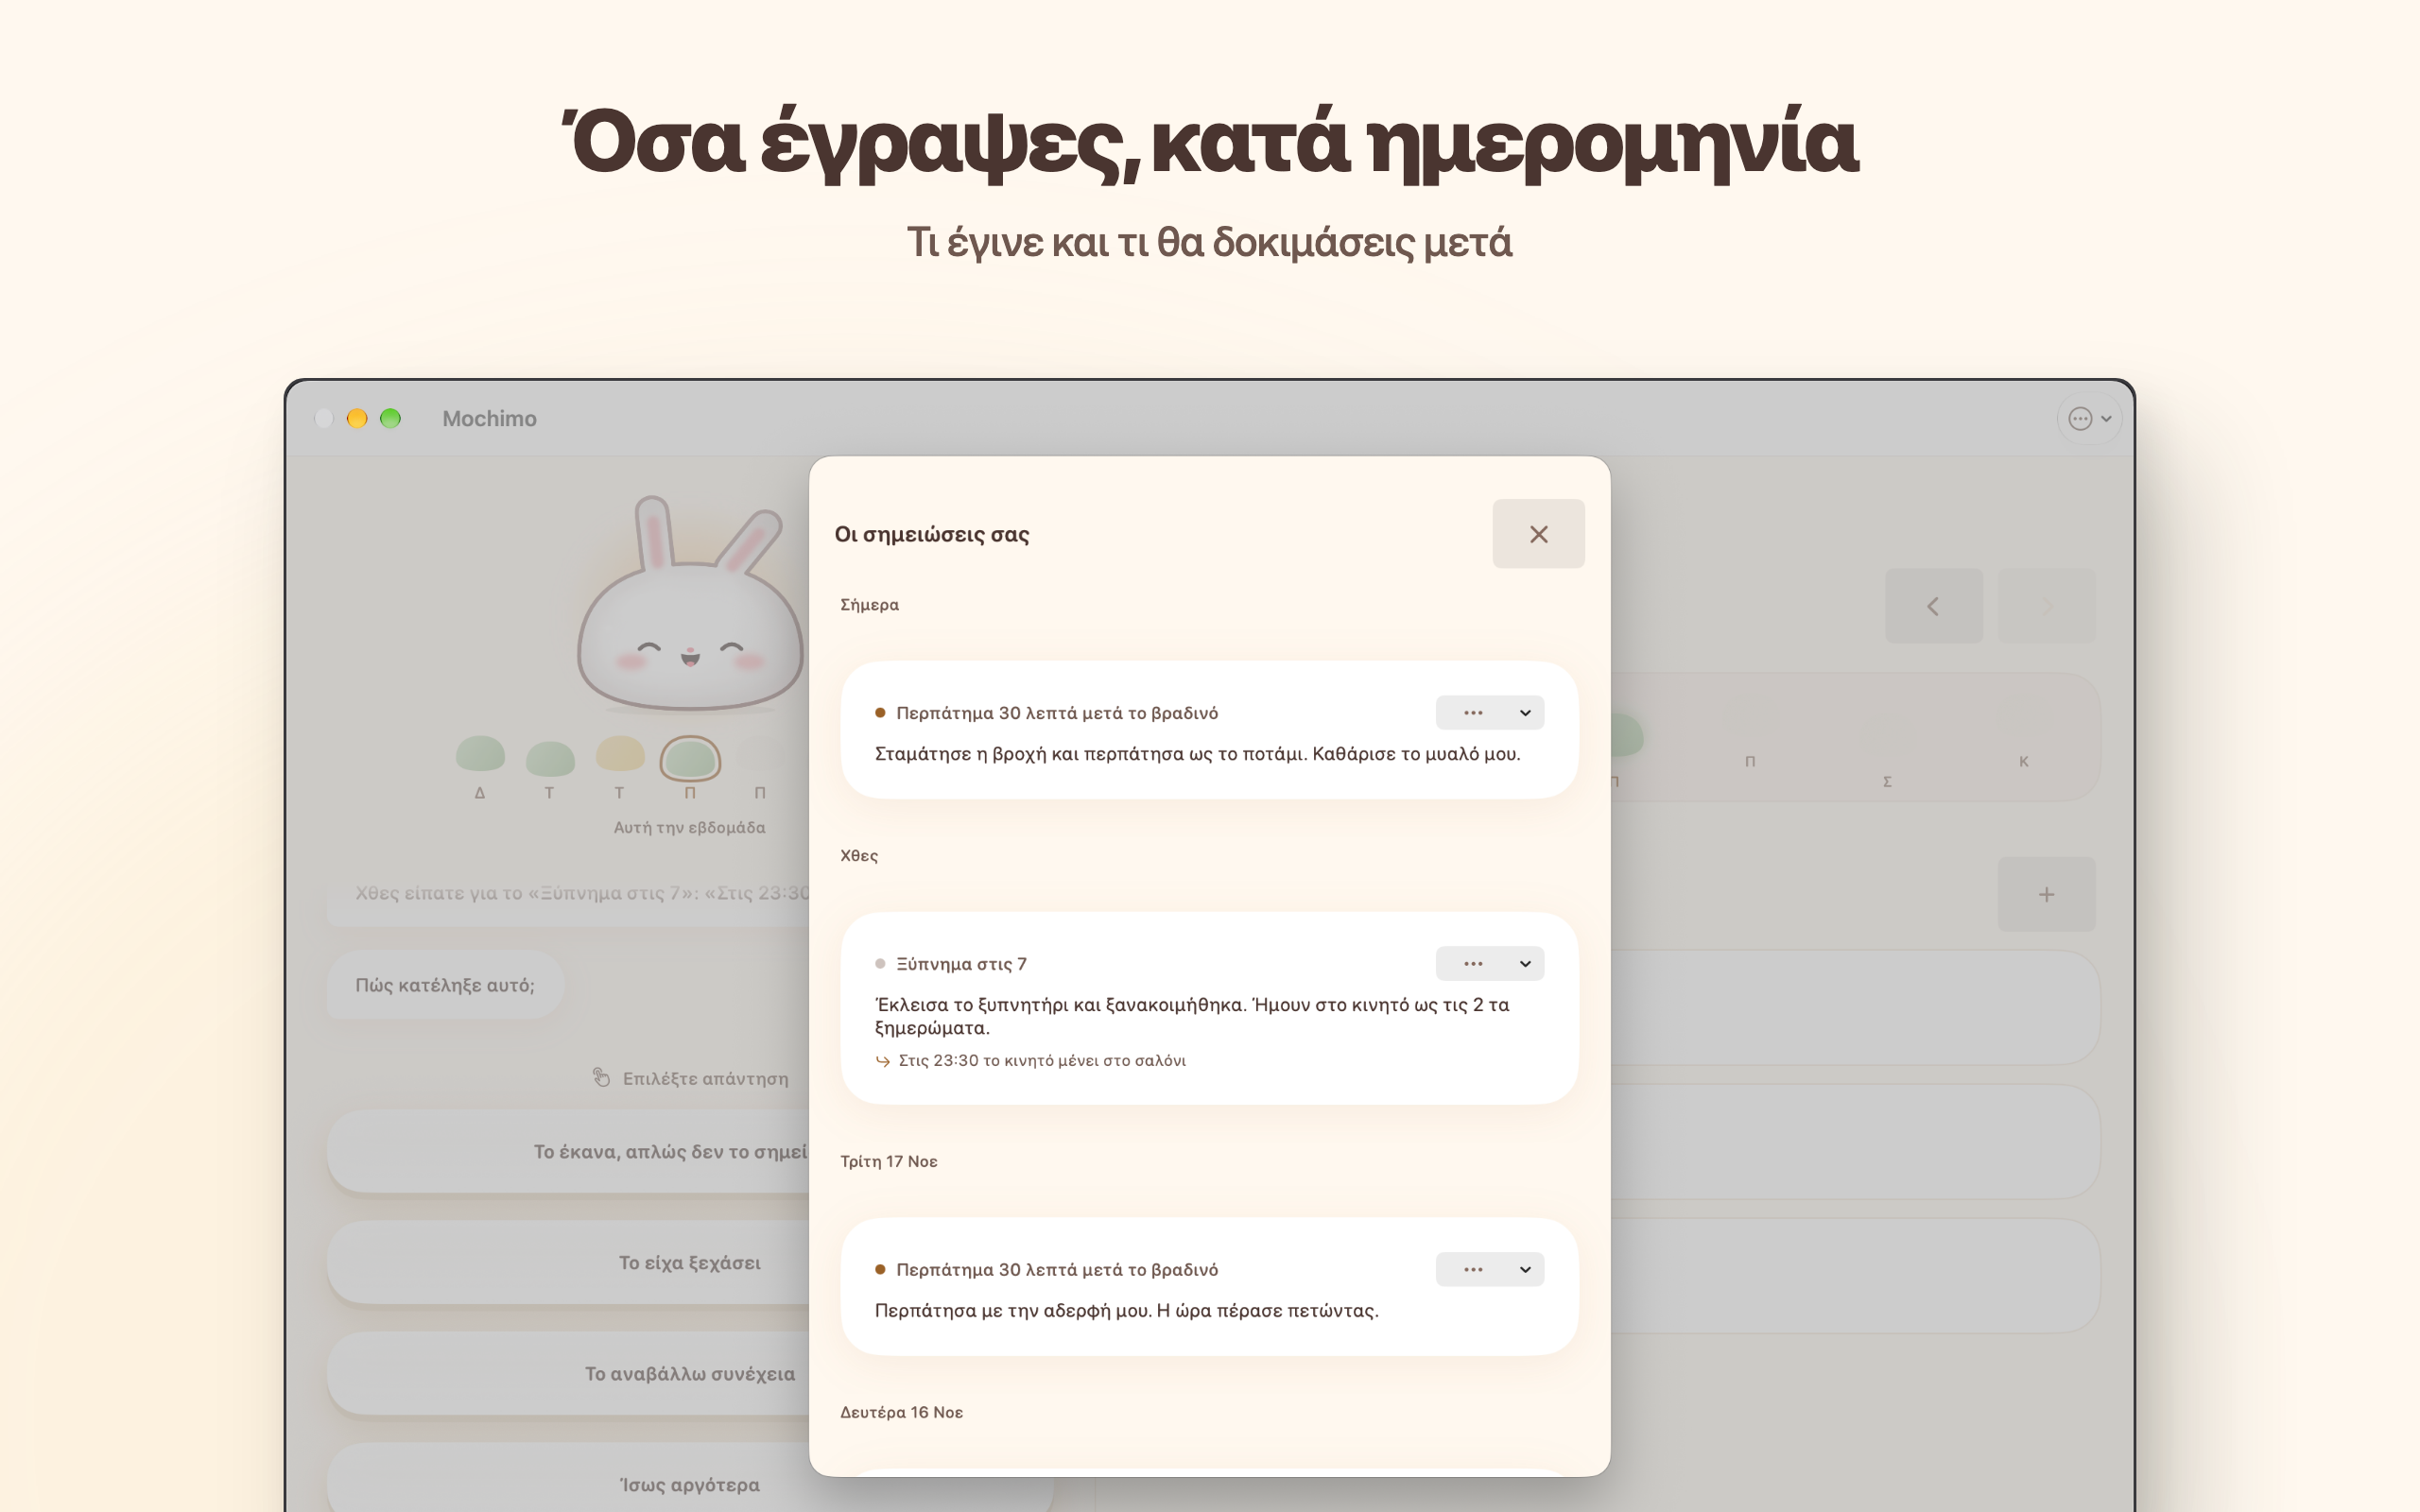 Όσα έγραψες, κατά ημερομηνία
Τι έγινε και τι θα δοκιμάσεις μετά
Mochimo
Δ Τ Τ Π Π
Αυτή την εβδομάδα
Χθες είπατε για το «Ξύπνημα στις 7»: «Στις 23:30
Πώς κατέληξε αυτό;
Επιλέξτε απάντηση
Το έκανα, απλώς δεν το
Το είχα ξεχάσει
Το αναβάλλω συνέχεια
Ίσως αργότερα
Οι σημειώσεις σας
Σήμερα
Περπάτημα 30 λεπτά μετά το βραδινό
Σταμάτησε η βροχή και περπάτησα ως το ποτάμι. Καθάρισε το μυαλό μου.
Χθες
Ξύπνημα στις 7
Έκλεισα το ξυπνητήρι και ξανακοιμήθηκα. Ήμουν στο κινητό ως τις 2 τα
ξημερώματα.
Στις 23:30 το κινητό μένει στο σαλόνι
Τρίτη 17 Νοε
Περπάτημα 30 λεπτά μετά το βραδινό
Περπάτησα με την αδερφή μου. Η ώρα πέρασε πετώντας.
Δευτέρα 16 Νοε
Π Π Σ Κ